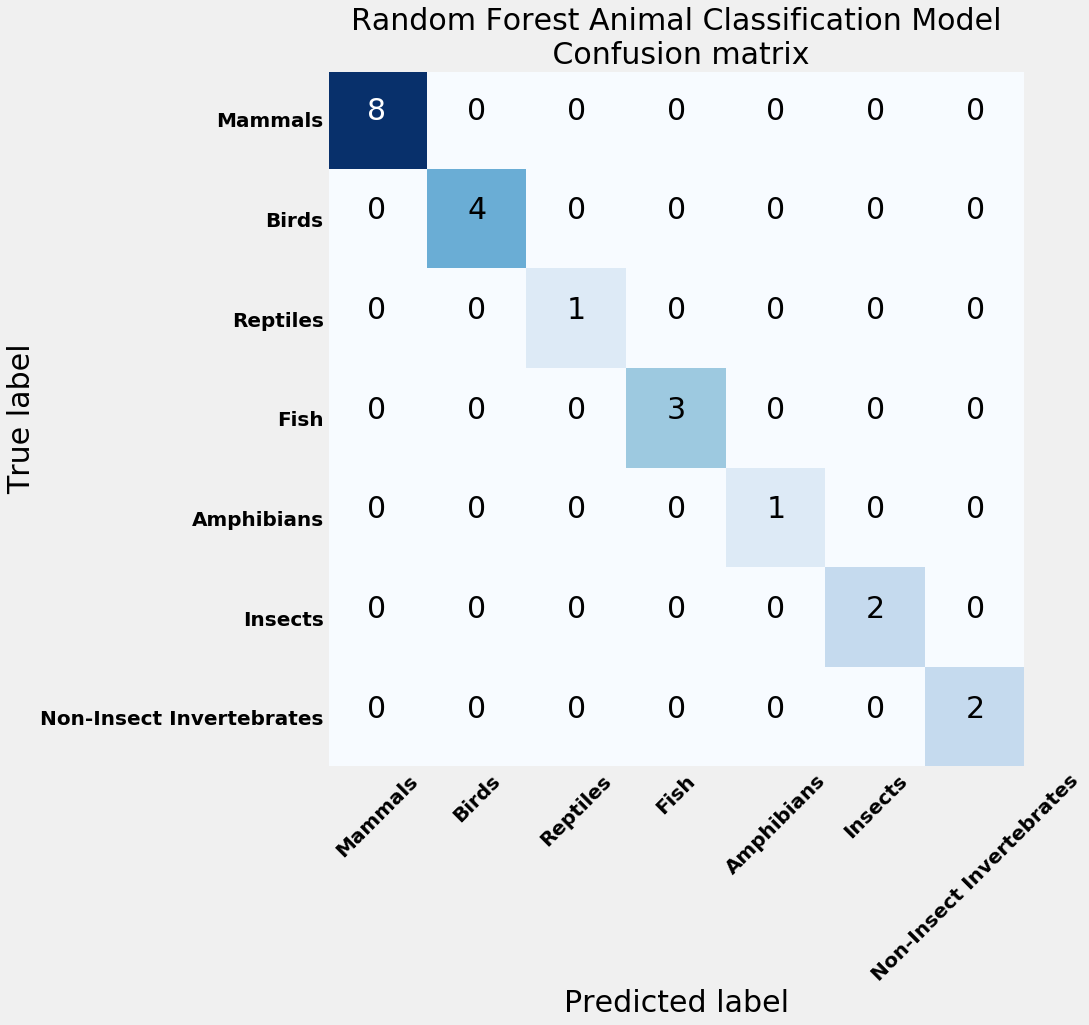 Random Forest Animal Classification Model
Confusion matrix
Mammals 8 0 0 0 0 0 0
Birds 0 4 0 0 0 0 0
Reptiles 0 0 1 0 0 0 0
Fish 0 0 0 3 0 0 0
Amphibians 0 0 0 0 1 0 0
Insects 0 0 0 0 0 2 0
Non-Insect Invertebrates 0 0 0 0 0 0 2
True label
Mammals Birds Reptiles Fish Amphibians Insects Non-Insect Invertebrates
Predicted label